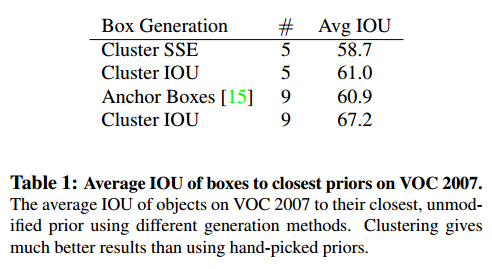 Box Generation # Avg IOU
Cluster SSE 5 58.7
Cluster IOU 5 61.0
Anchor Boxes [15] 9 60.9
Cluster IOU 9 67.2
Table 1: Average IOU of boxes to closest priors on VOC 2007.
The average IOU of objects on VOC 2007 to their closest, unmod-
ified prior using different generation methods. Clustering gives
much better results than using hand-picked priors.